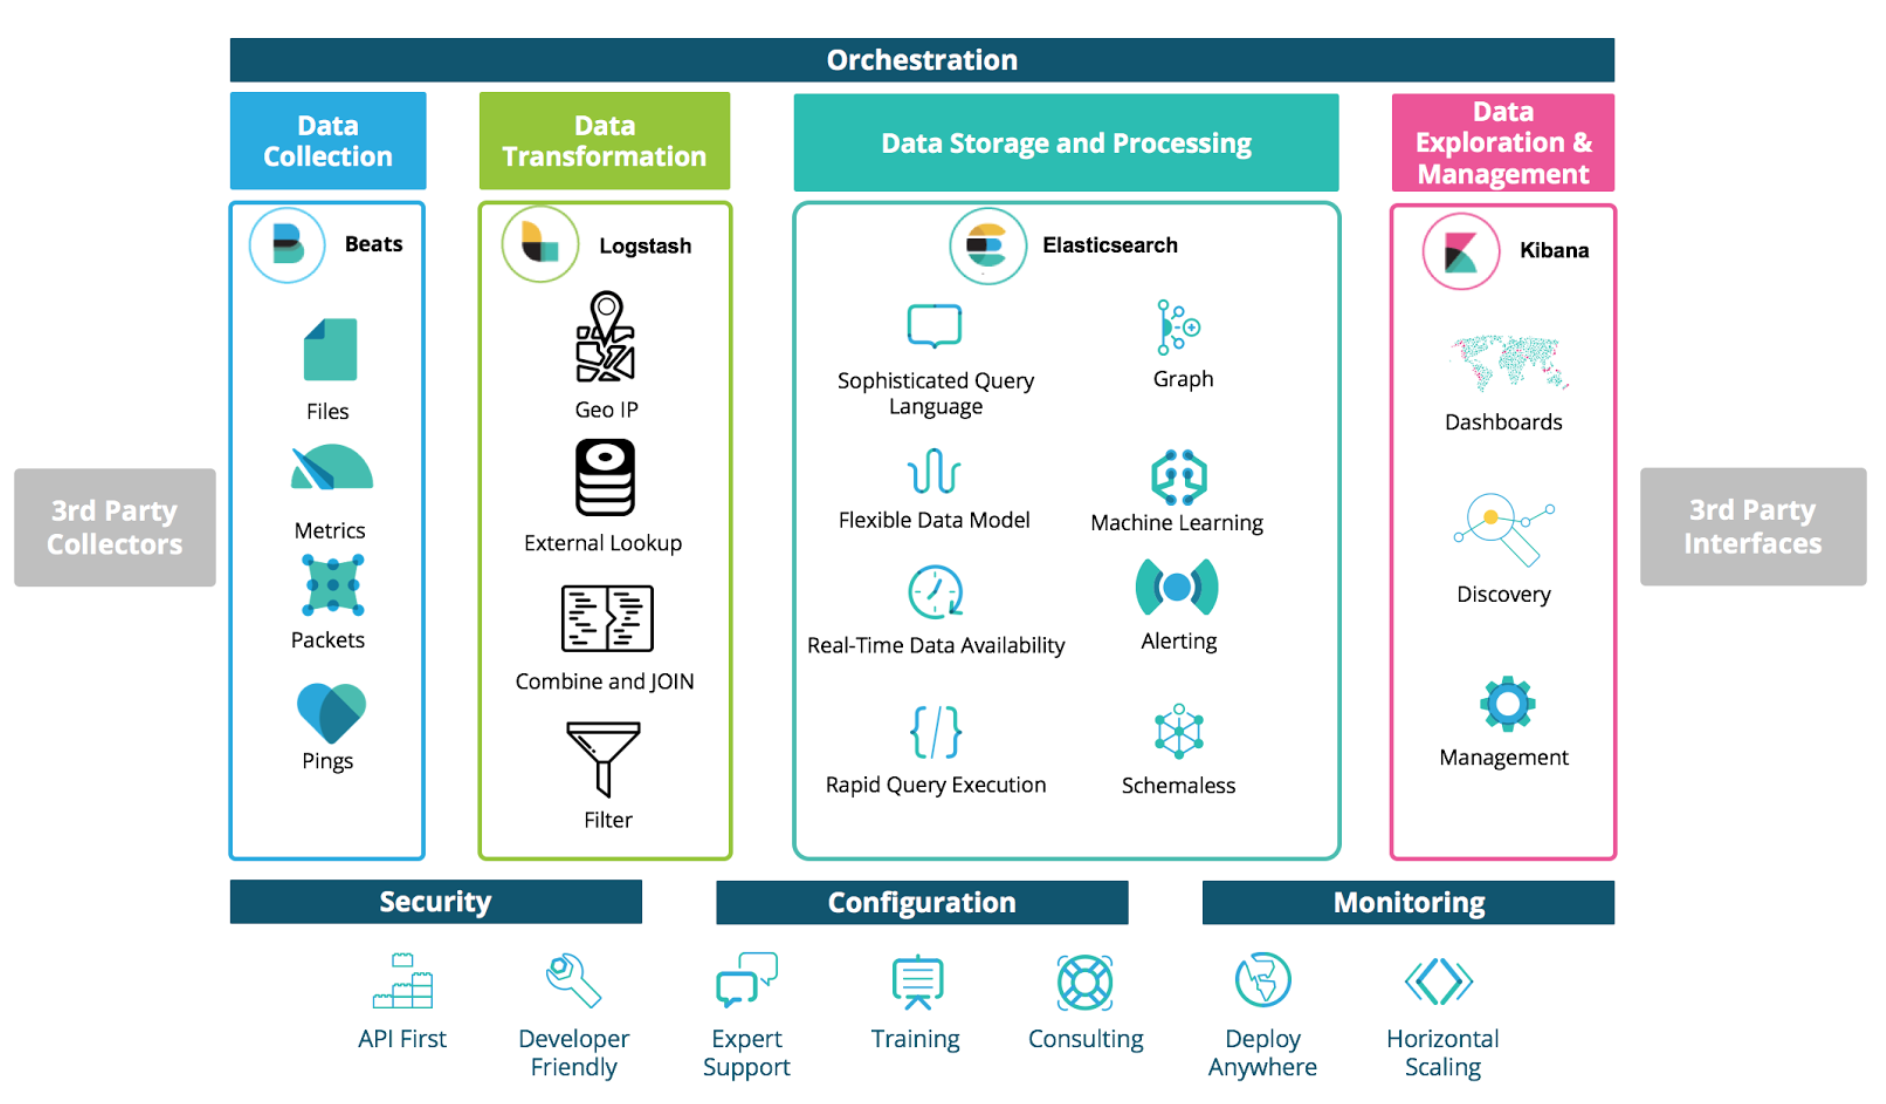 Orchestration
Data
Collection
Data
Transformation
Data Storage and Processing
Data
Exploration &
Management
3rd Party
Collectors
Beats
Files
Metrics
Packets
Pings
Logstash
Geo IP
External Lookup
Combine and JOIN
Filter
Elasticsearch
Sophisticated Query
Language
Graph
Flexible Data Model
Machine Learning
Real-Time Data Availability
Alerting
Rapid Query Execution
Schemaless
Kibana
Dashboards
Discovery
Management
3rd Party
Interfaces
Security
Configuration
Monitoring
API First
Developer
Friendly
Expert
Support
Training
Consulting
Deploy
Anywhere
Horizontal
Scaling